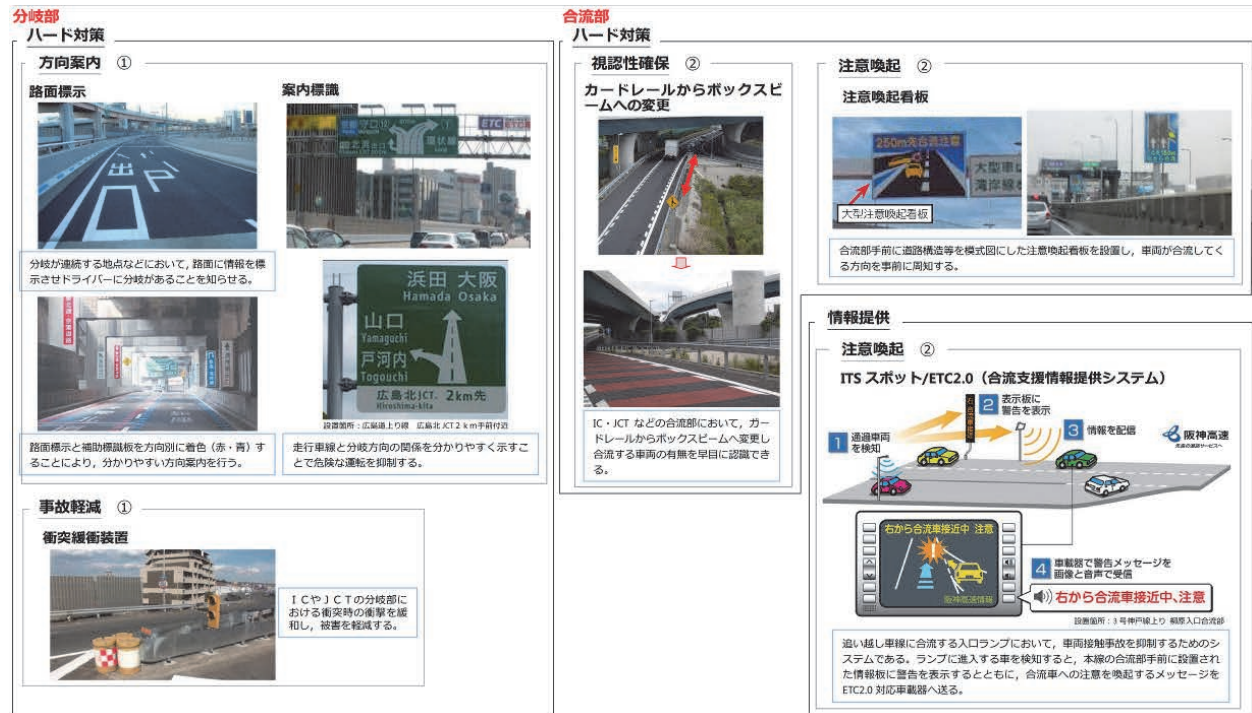 分岐部
ハード対策
方向案内 ①
路面標示
出口
分岐が連続する地点などにおいて，路面に情報を標
示させドライバーに分岐があることを知らせる。
路面標示と補助標識板を方向別に着色（赤・青）す
ることにより，分かりやすい方向案内を行う。
案内標識
環状線
ETC
浜田 大阪
Hamada Osaka
山口
Yamaguchi
戸河内
Togouchi
広島北JCT. 2km先
Hiroshima-kita
設置箇所：広島道上り線 広島北JCT２ｋｍ手前付近
走行車線と分岐方向の関係を分かりやすく示すこ
とで危険な運転を抑制する。
事故軽減 ①
衝突緩衝装置
ＩＣやＪＣＴの分岐部に
おける衝突時の衝撃を緩
和し，被害を軽減する。
合流部
ハード対策
視認性確保 ②
カードレールからボックスビ
ームへの変更
IC・JCT などの合流部において，ガー
ドレールからボックスビームへ変更し
合流する車両の有無を早目に認識でき
る。
注意喚起 ②
注意喚起看板
250m先合流注意
大型車は
湾岸線
大型注意喚起看板
合流部手前に道路構造等を模式図にした注意喚起看板を設置し，車両が合流してく
る方向を事前に周知する。
情報提供
注意喚起 ②
ITS スポット/ETC2.0（合流支援情報提供システム）
1 通過車両
を検知
2 表示板に
警告を表示
3 情報を配信
阪神高速
右から合流車接近中 注意
阪神高速情報
4 車載器で警告メッセージを
画像と音声で受信
右から合流車接近中、注意
設置箇所：３号神戸線上り 柳原入口合流部
追い越し車線に合流する入口ランプにおいて，車両接触事故を抑制するためのシ
ステムである。ランプに進入する車を検知すると，本線の合流部手前に設置され
た情報板に警告を表示するとともに，合流車への注意を喚起するメッセージを
ETC2.0 対応車載器へ送る。